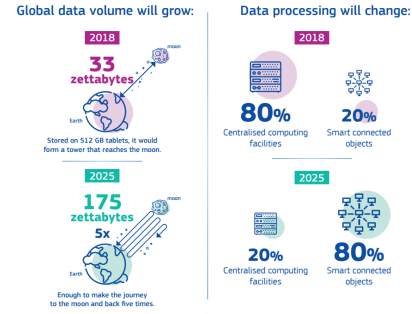 Global data volume will grow:
2018
moon
33
zettabytes
Earth
Stored on 512 GB tablets, it would
form a tower that reaches the moon.
2025
175
zettabytes
moon
5x
Earth
Enough to make the journey
to the moon and back five times.
Data processing will change:
2018
80%
Centralised computing
facilities
20%
Smart connected
objects
2025
20%
Centralised computing
facilities
80%
Smart connected
objects